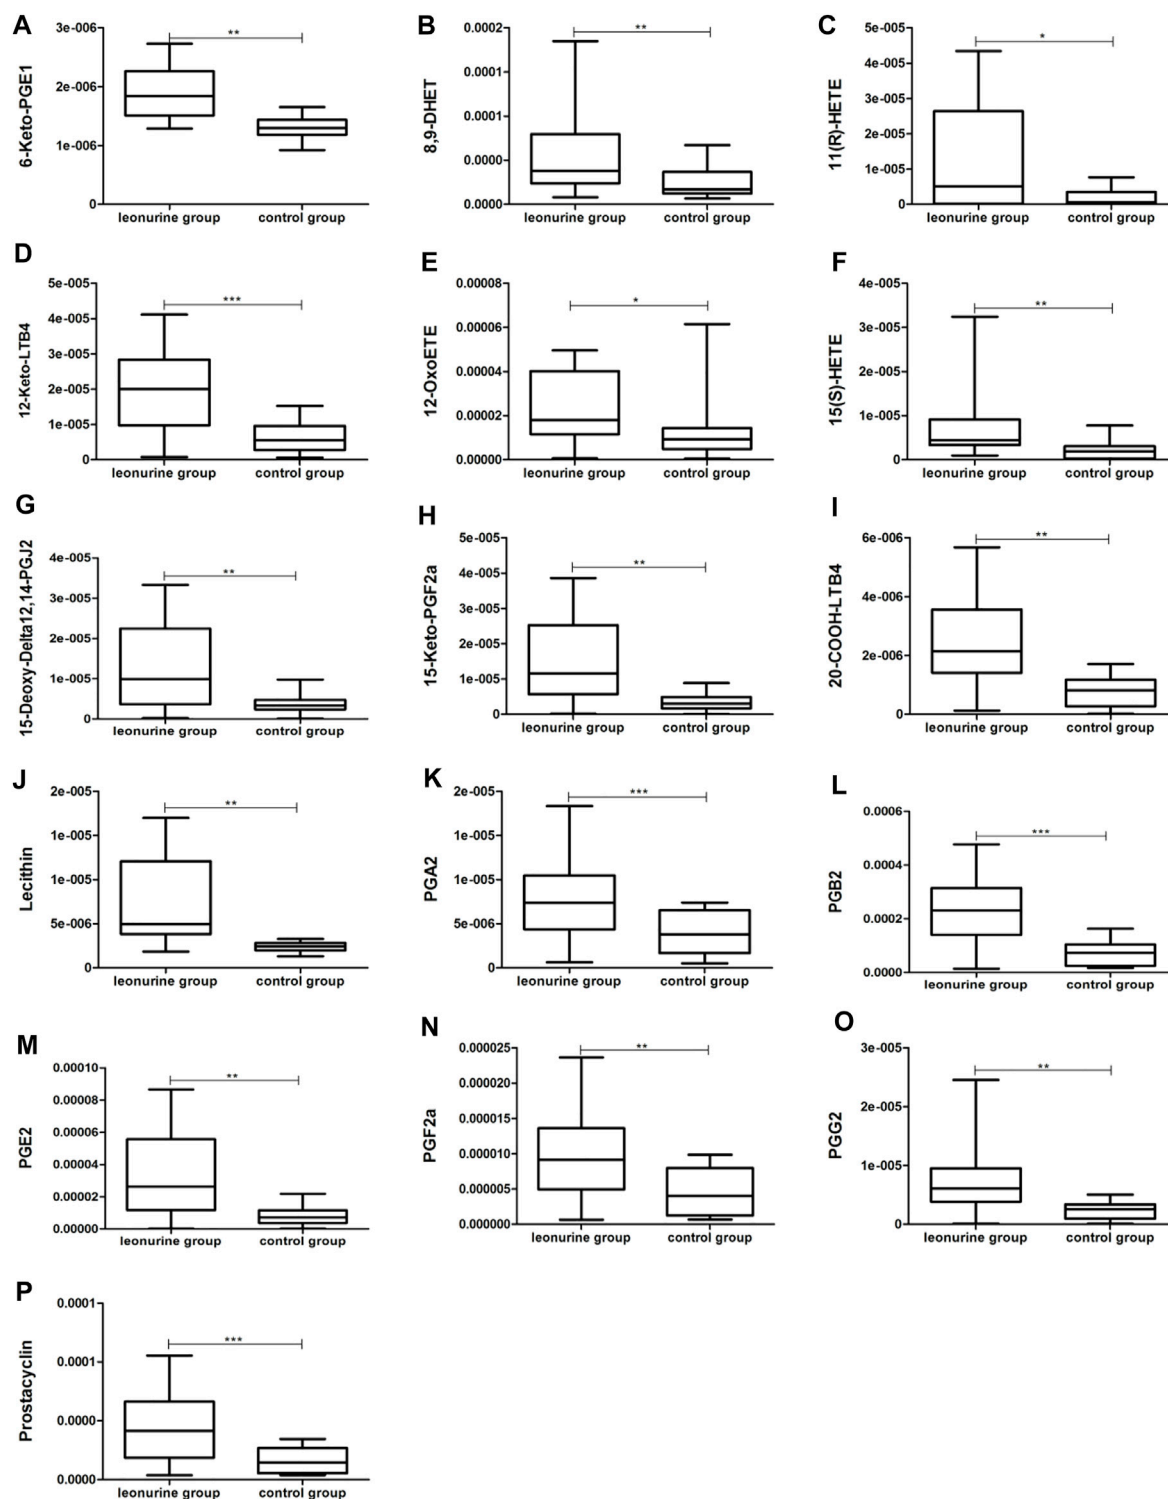 A
6-Keto-PGE1
3e-006
2e-006
1e-006
0
**
leonurine group control group
B
8,9-DHET
0.0002
0.0001
0.0001
0.0000
0.0000
**
leonurine group control group
C
11(R)-HETE
5e-005
4e-005
3e-005
2e-005
1e-005
0
*
leonurine group control group
D
12-Keto-LTB4
5e-005
4e-005
3e-005
2e-005
1e-005
0
***
leonurine group control group
E
12-OxoETE
0.00008
0.00006
0.00004
0.00002
0.00000
*
leonurine group control group
F
15(S)-HETE
4e-005
3e-005
2e-005
1e-005
0
**
leonurine group control group
G
15-Deoxy-Delta12,14-PGJ2
4e-005
3e-005
2e-005
1e-005
0
**
leonurine group control group
H
15-Keto-PGF2a
5e-005
4e-005
3e-005
2e-005
1e-005
0
**
leonurine group control group
I
20-COOH-LTB4
6e-006
4e-006
2e-006
0
**
leonurine group control group
J
Lecithin
2e-005
1e-005
1e-005
5e-006
0
**
leonurine group control group
K
PGA2
2e-005
1e-005
1e-005
5e-006
0
***
leonurine group control group
L
PGB2
0.0006
0.0004
0.0002
0.0000
***
leonurine group control group
M
PGE2
0.00010
0.00008
0.00006
0.00004
0.00002
0.00000
**
leonurine group control group
N
PGF2a
0.000025
0.000020
0.000015
0.000010
0.000005
0.000000
**
leonurine group control group
O
PGG2
3e-005
2e-005
1e-005
0
**
leonurine group control group
P
Prostacyclin
0.0001
0.0001
0.0000
0.0000
***
leonurine group control group